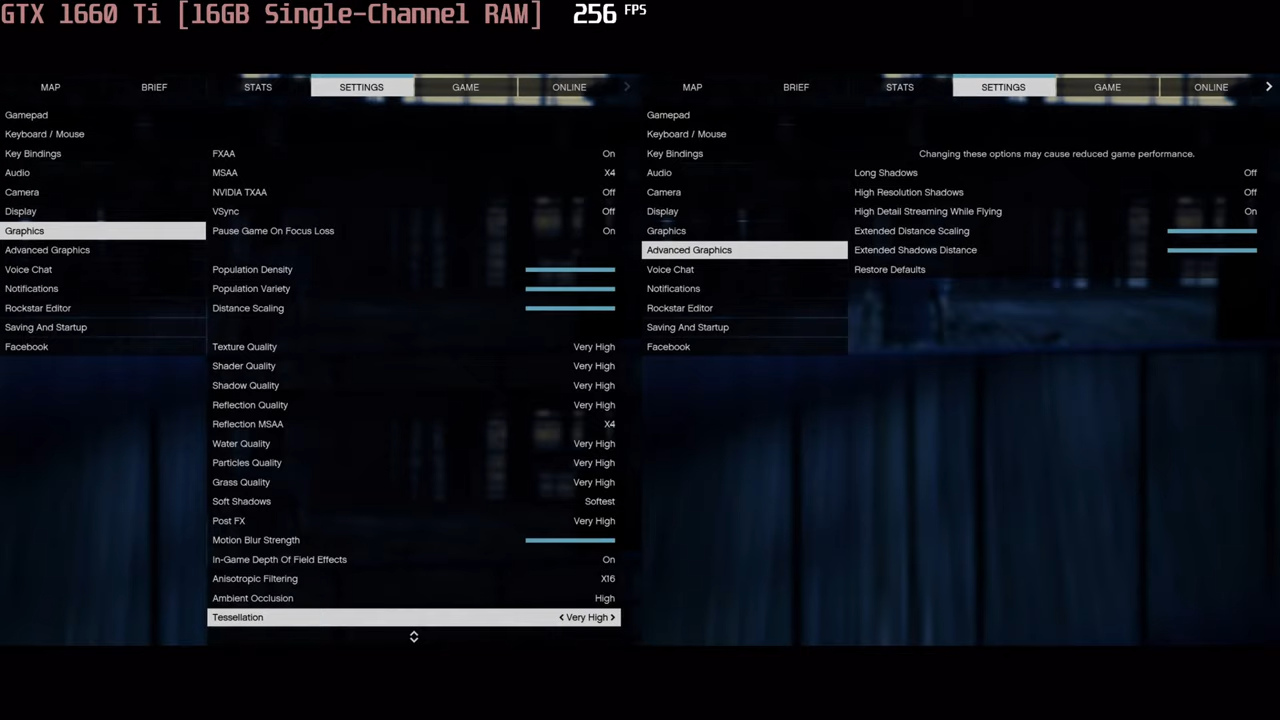 GTX 1660 Ti [16GB Single-Channel RAM] 256 FPS
MAP BRIEF STATS SETTINGS GAME ONLINE
Gamepad
Keyboard / Mouse
Key Bindings
Audio
Camera
Display
Graphics
Advanced Graphics
Voice Chat
Notifications
Rockstar Editor
Saving And Startup
Facebook
FXAA On
MSAA X4
NVIDIA TXAA Off
VSync Off
Pause Game On Focus Loss On
Population Density
Population Variety
Distance Scaling
Texture Quality Very High
Shader Quality Very High
Shadow Quality Very High
Reflection Quality Very High
Reflection MSAA X4
Water Quality Very High
Particles Quality Very High
Grass Quality Very High
Soft Shadows Softest
Post FX Very High
Motion Blur Strength
In-Game Depth Of Field Effects On
Anisotropic Filtering X16
Ambient Occlusion High
Tessellation Very High
MAP BRIEF STATS SETTINGS GAME ONLINE
Gamepad
Keyboard / Mouse
Key Bindings
Audio
Camera
Display
Graphics
Advanced Graphics
Voice Chat
Notifications
Rockstar Editor
Saving And Startup
Facebook
Changing these options may cause reduced game performance.
Long Shadows Off
High Resolution Shadows Off
High Detail Streaming While Flying On
Extended Distance Scaling
Extended Shadows Distance
Restore Defaults